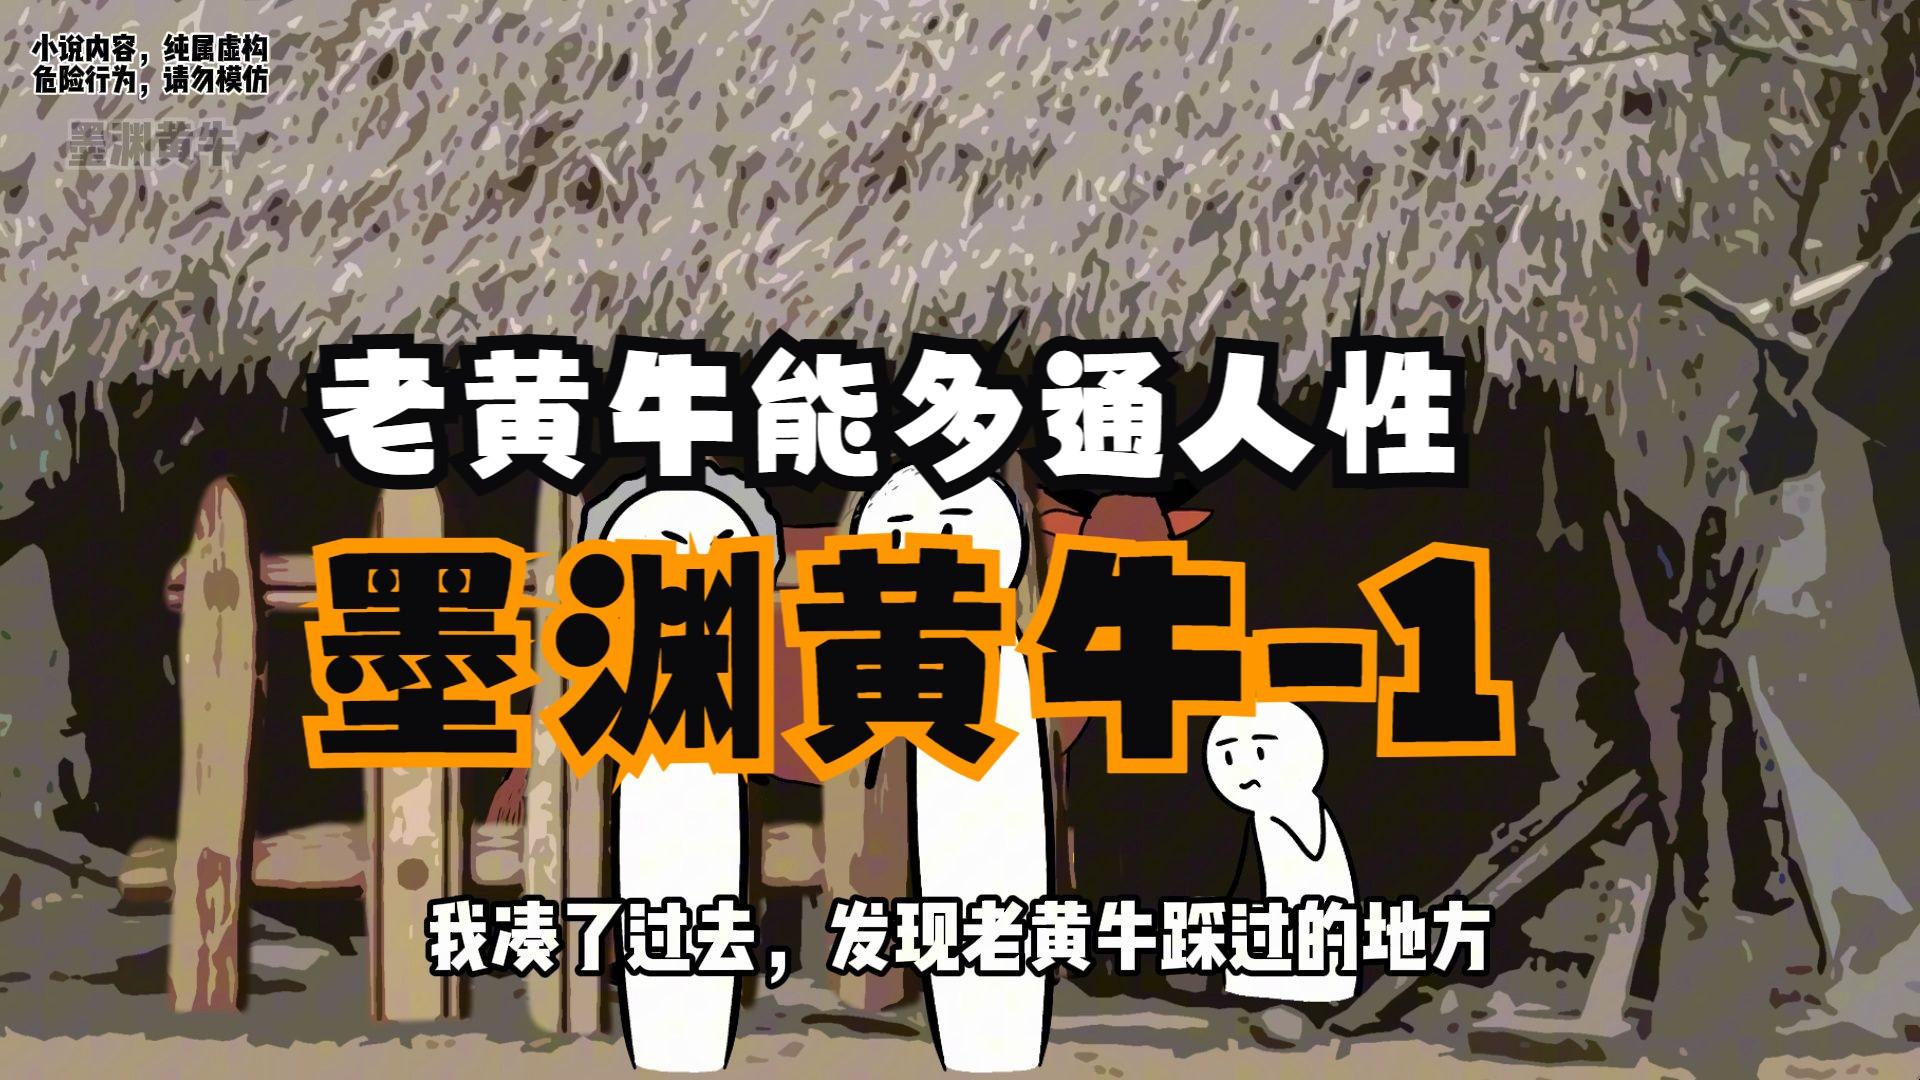 小说内容，纯属虚构
危险行为，请勿模仿
墨渊黄牛
老黄牛能多通人性
墨渊黄牛-1
我凑了过去，发现老黄牛踩过的地方